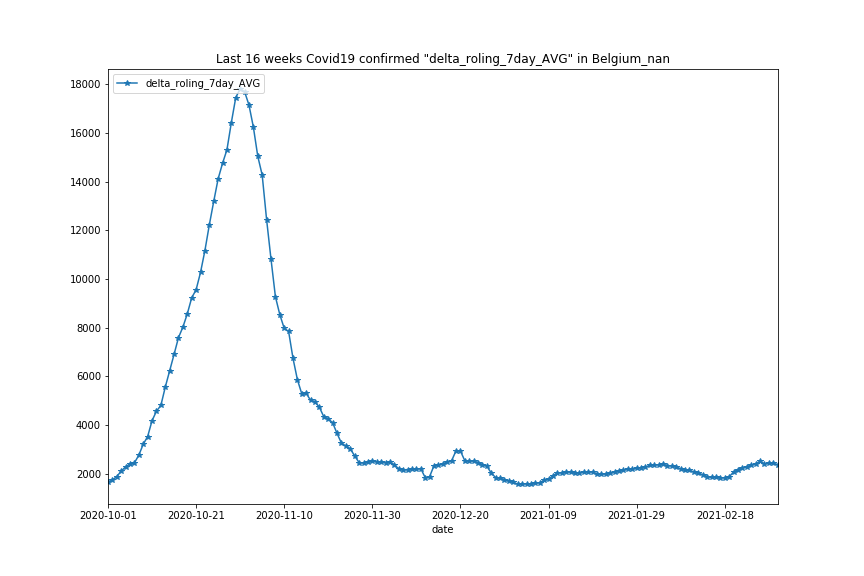 Last 16 weeks Covid19 confirmed "delta_roling_7day_AVG" in Belgium_nan
delta_roling_7day_AVG
18000
16000
14000
12000
10000
8000
6000
4000
2000
2020-10-01 2020-10-21 2020-11-10 2020-11-30 2020-12-20 2021-01-09 2021-01-29 2021-02-18
date